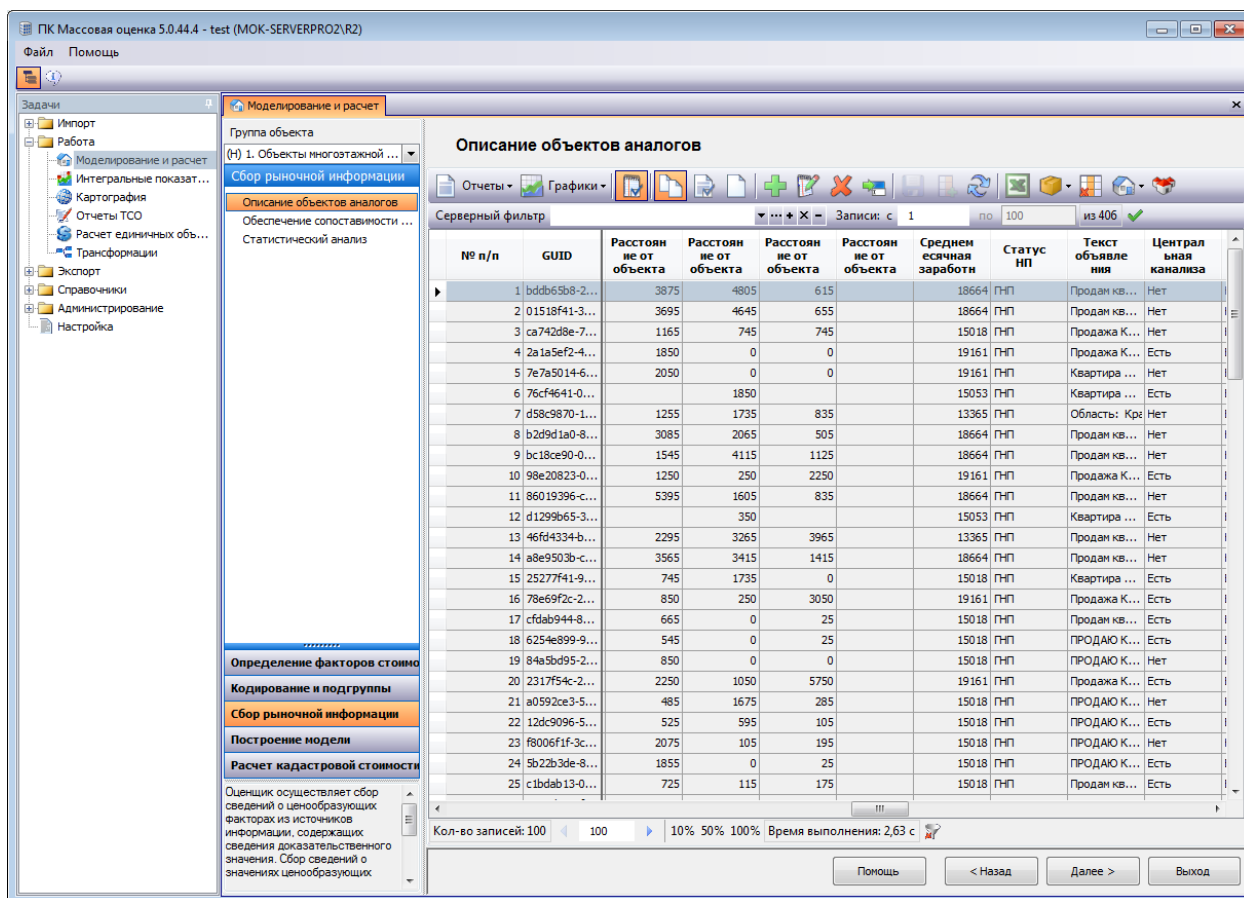 ПК Массовая оценка 5.0.44.4 - test (MOK-SERVERPRO2\R2)
Файл Помощь
Задачи
Импорт
Работа
Моделирование и расчет
Интегральные показат...
Картография
Отчеты ТСО
Расчет единичных объ...
Трансформации
Экспорт
Справочники
Администрирование
Настройка
Моделирование и расчет
Группа объекта
(Н) 1. Объекты многоэтажной ...
Сбор рыночной информации
Описание объектов аналогов
Обеспечение сопоставимости ...
Статистический анализ
Определение факторов стоимо
Кодирование и подгруппы
Сбор рыночной информации
Построение модели
Расчет кадастровой стоимости
Оценщик осуществляет сбор
сведений о ценообразующих
факторах из источников
информации, содержащих
сведения доказательственного
значения. Сбор сведений о
значениях ценообразующих
Описание объектов аналогов
Отчеты Графики
Серверный фильтр Записи: с 1 по 100 из 406
№ п/п GUID Расстоян ие от объекта Расстоян ие от объекта Расстоян ие от объекта Расстоян ие от объекта Среднем есячная заработн Статус НП Текст объявле ния Централ ьная канализа
1 bddb65b8-2... 3875 4805 615 18664 ГНП Продам кв... Нет
2 01518f41-3... 3695 4645 655 18664 ГНП Продам кв... Нет
3 ca742d8e-7... 1165 745 745 15018 ГНП Продажа К... Нет
4 2a1a5ef2-4... 1850 0 0 19161 ГНП Продажа К... Есть
5 7e7a5014-6... 2050 0 0 19161 ГНП Квартира ... Нет
6 76cf4641-0... 1850 15053 ГНП Квартира ... Есть
7 d58c9870-1... 1255 1735 835 13365 ГНП Область: Кра Нет
8 b2d9d1a0-8... 3085 2065 505 18664 ГНП Продам кв... Нет
9 bc18ce90-0... 1545 4115 1125 18664 ГНП Продам кв... Нет
10 98e20823-0... 1250 250 2250 19161 ГНП Продажа К... Есть
11 86019396-c... 5395 1605 835 18664 ГНП Продам кв... Нет
12 d1299b65-3... 350 15053 ГНП Квартира ... Есть
13 46fd4334-b... 2295 3265 3965 13365 ГНП Продам кв... Нет
14 a8e9503b-c... 3565 3415 1415 18664 ГНП Продам кв... Нет
15 25277f41-9... 745 1735 0 15018 ГНП Квартира ... Есть
16 78e69f2c-2... 850 250 3050 19161 ГНП Продажа К... Есть
17 cfdab944-8... 665 0 25 15018 ГНП Продам кв... Есть
18 6254e899-9... 545 0 25 15018 ГНП ПРОДАЮ К... Есть
19 84a5bd95-2... 850 0 0 15018 ГНП ПРОДАЮ К... Нет
20 2317f54c-2... 2250 1050 5750 19161 ГНП Продажа К... Есть
21 a0592ce3-5... 485 1675 285 15018 ГНП ПРОДАЮ К... Нет
22 12dc9096-5... 525 595 105 15018 ГНП ПРОДАЮ К... Есть
23 f8006f1f-3c... 2075 105 195 15018 ГНП ПРОДАЮ К... Нет
24 5b22b3de-8... 1855 0 25 15018 ГНП ПРОДАЮ К... Есть
25 c1bdab13-0... 725 115 175 15018 ГНП Продам кв... Есть
Кол-во записей: 100 100 10% 50% 100% Время выполнения: 2,63 с
Помощь < Назад Далее > Выход